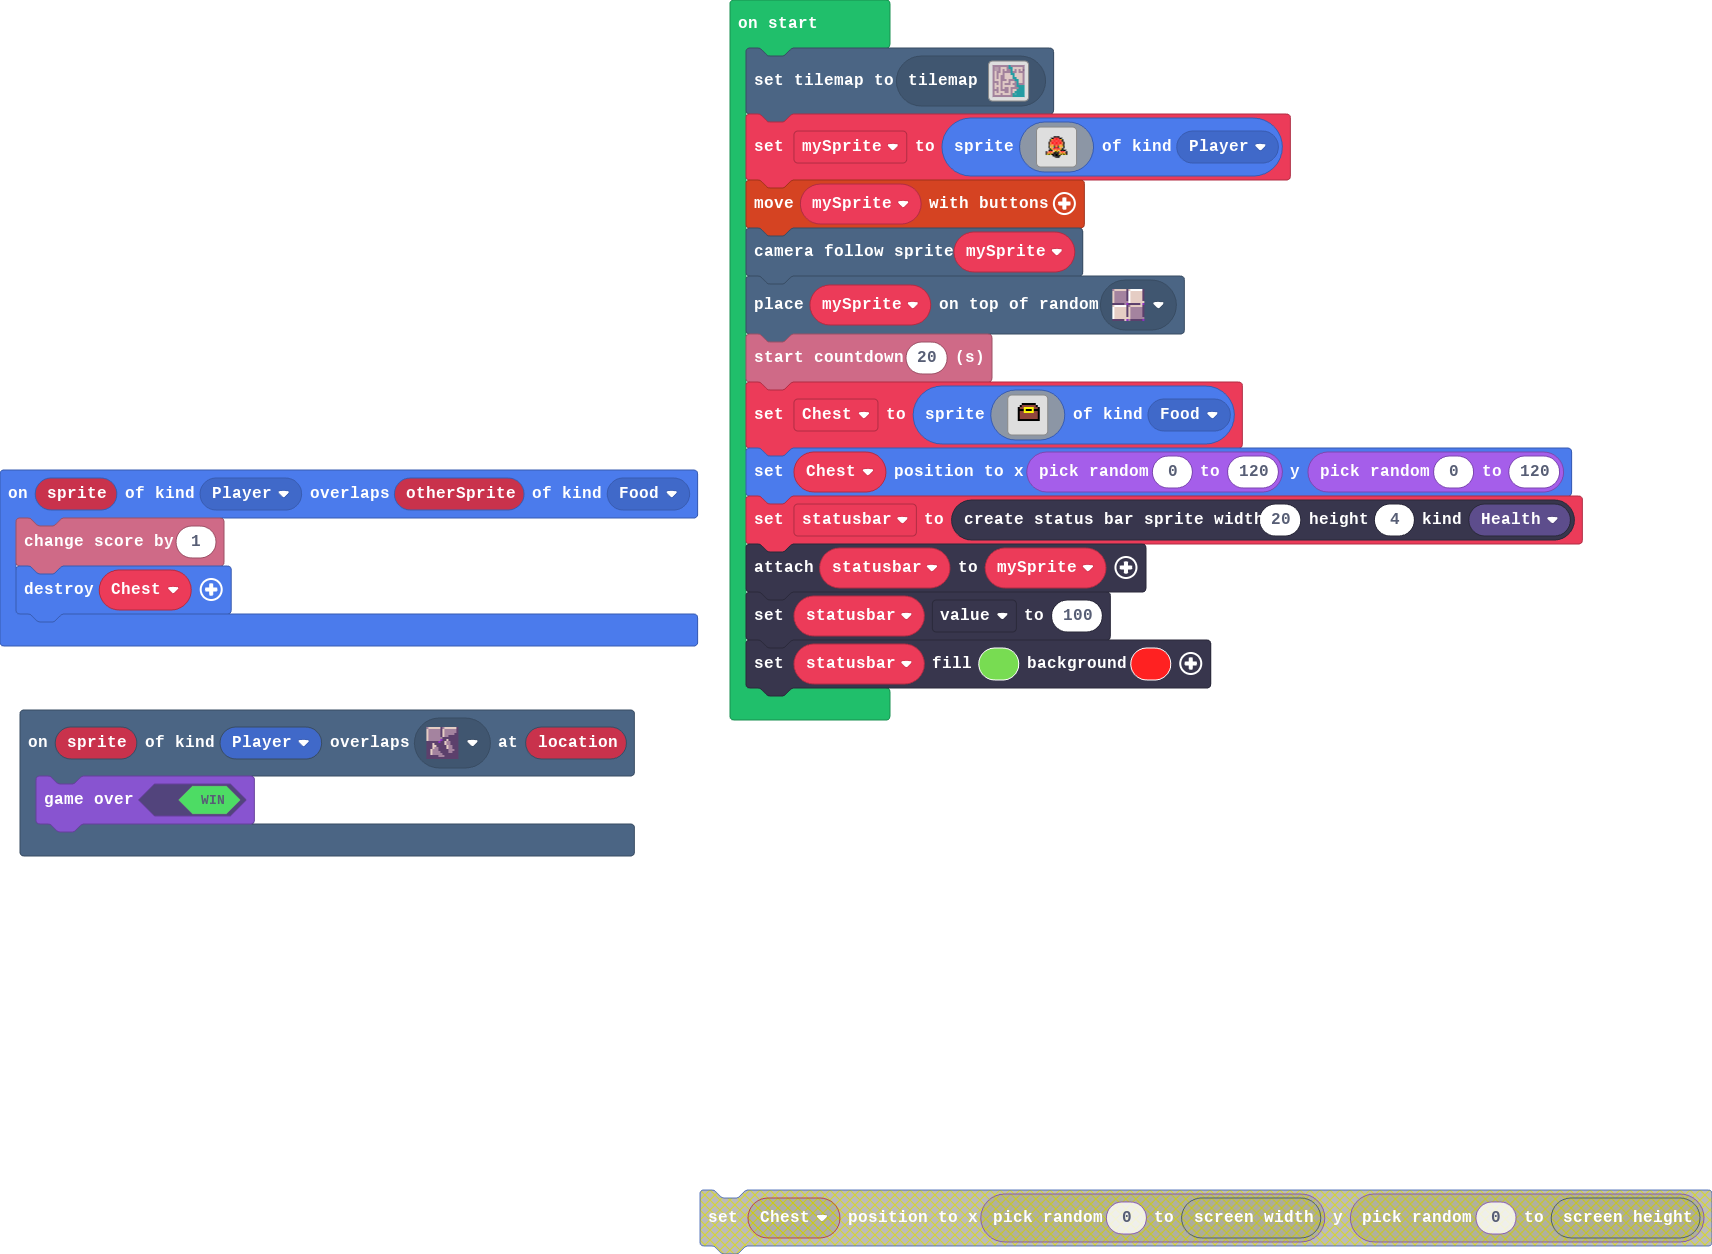 on start
set tilemap to tilemap
set mySprite to sprite of kind Player
move mySprite with buttons
camera follow sprite mySprite
place mySprite on top of random
start countdown 20 (s)
set Chest to sprite of kind Food
set Chest position to x pick random 0 to 120 y pick random 0 to 120
set statusbar to create status bar sprite width 20 height 4 kind Health
attach statusbar to mySprite
set statusbar value to 100
set statusbar fill background
on sprite of kind Player overlaps otherSprite of kind Food
change score by 1
destroy Chest
on sprite of kind Player overlaps at location
game over WIN
set Chest position to x pick random 0 to screen width y pick random 0 to screen height